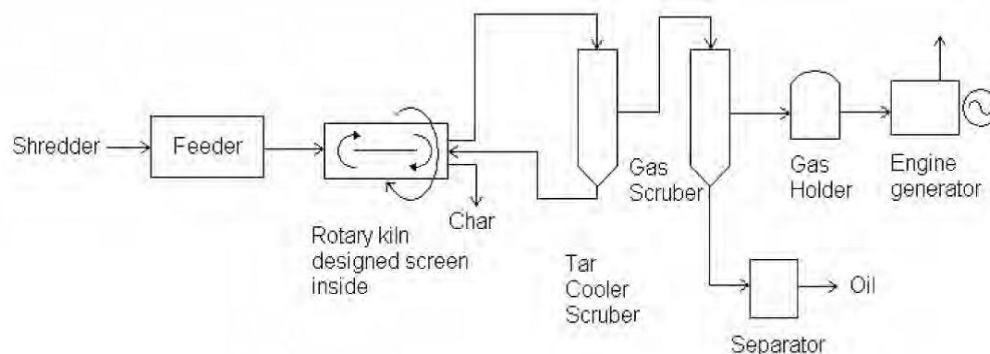 Shredder
Feeder
Rotary kiln
designed screen
inside
Char
Tar
Cooler
Scruber
Gas
Scruber
Gas
Holder
Engine
generator
Separator
Oil